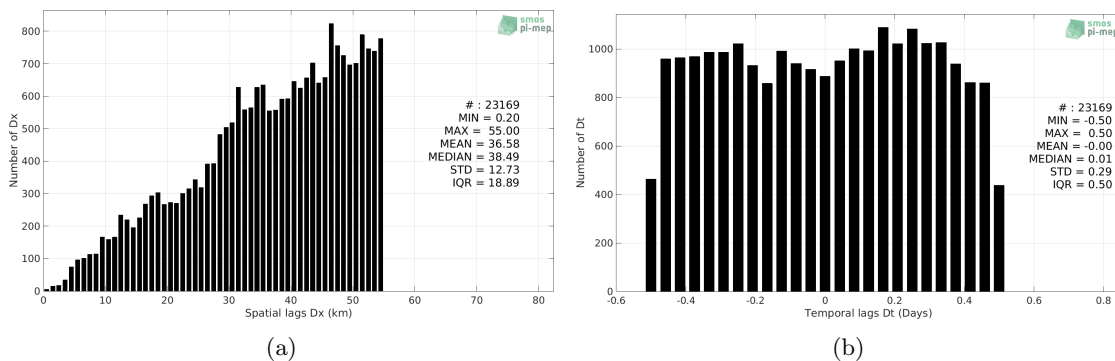 smos
pi-mep
800
700
600
500
400
300
200
100
0
Number of Dx
# : 23169
MIN = 0.20
MAX = 55.00
MEAN = 36.58
MEDIAN = 38.49
STD = 12.73
IQR = 18.89
0 10 20 30 40 50 60 70 80
Spatial lags Dx (km)
(a)
smos
pi-mep
1000
800
600
400
200
0
Number of Dt
# : 23169
MIN = -0.50
MAX = 0.50
MEAN = -0.00
MEDIAN = 0.01
STD = 0.29
IQR = 0.50
-0.6 -0.4 -0.2 0 0.2 0.4 0.6 0.8
Temporal lags Dt (Days)
(b)